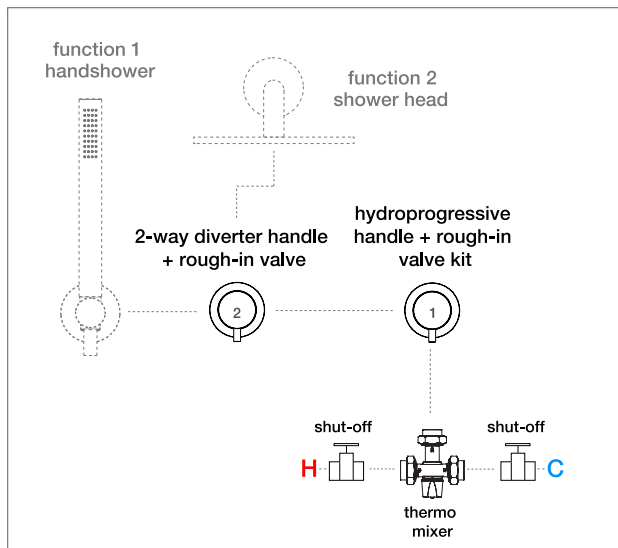 function 1
handshower
function 2
shower head
2-way diverter handle
+ rough-in valve
hydroprogressive
handle + rough-in
valve kit
2
1
shut-off
shut-off
H
C
thermo
mixer